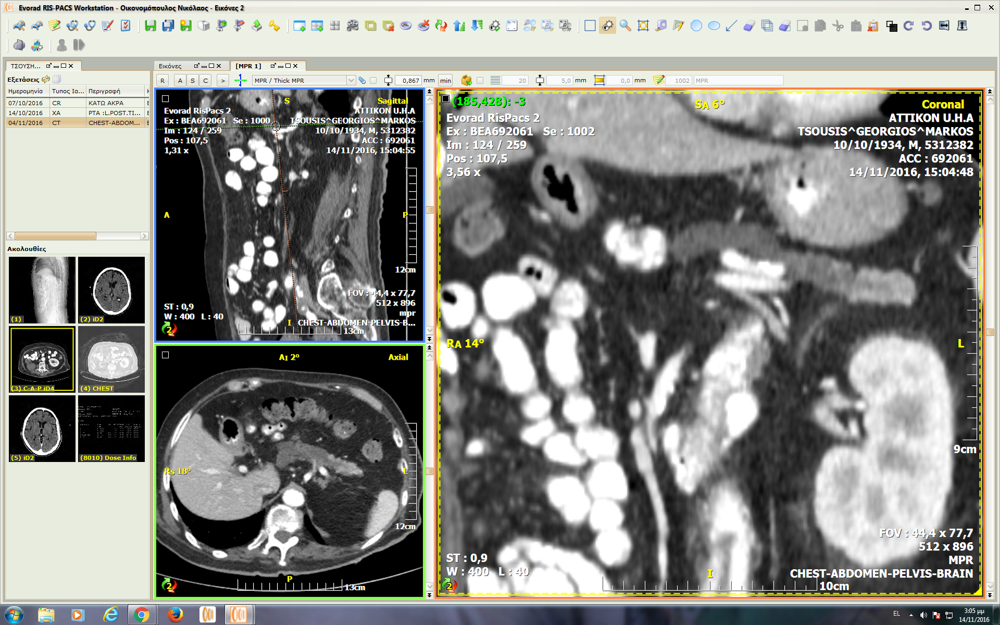 Evorad RIS-PACS Workstation - Οικονομόπουλος Νικόλαος - Εικόνες 2
ΤΣΟΥΣΗ...
Εξετάσεις
Ημερομηνία Τυπος Ια... Περιγραφή
07/10/2016 CR ΚΑΤΩ ΑΚΡΑ
14/10/2016 XA PTA :L.POST.TI...
04/11/2016 CT CHEST-ABDOM...
Ακολουθίες
(1)
(2) iD2
(3) C-A-P iD4
(4) CHEST
(5) iD2
(8010) Dose Info
Εικόνες
[MPR 1]
R A S C > MPR / Thick MPR 0,867 mm min 20 5,0 mm 0,0 mm 1002 MPR
S Sagittal
Evorad RisPacs 2 ATTIKON U.H.A
Ex : BEA692061 Se : 1000 TSOUSIS^GEORGIOS^MARKOS
Im : 124 / 259 10/10/1934, M, 5312382
Pos : 107,5 ACC : 692061
1,31 x 14/11/2016, 15:04:55
A P
12cm
FOV : 44,4 x 77,7
ST : 0,9 512 x 896
W : 400 L : 40 mpr
2 I CHEST-ABDOMEN-PELVIS-B...
13cm
AI 2° Axial
RS 18° L
12cm
P
2 13cm
(185,428): -3 SA 6° Coronal
Evorad RisPacs 2 ATTIKON U.H.A
Ex : BEA692061 Se : 1002 TSOUSIS^GEORGIOS^MARKOS
Im : 124 / 259 10/10/1934, M, 5312382
Pos : 107,5 ACC : 692061
3,56 x 14/11/2016, 15:04:48
RA 14° L
9cm
FOV : 44,4 x 77,7
512 x 896
ST : 0,9 MPR
W : 400 L : 40 I CHEST-ABDOMEN-PELVIS-BRAIN
2 10cm
EL 3:05 μμ
14/11/2016